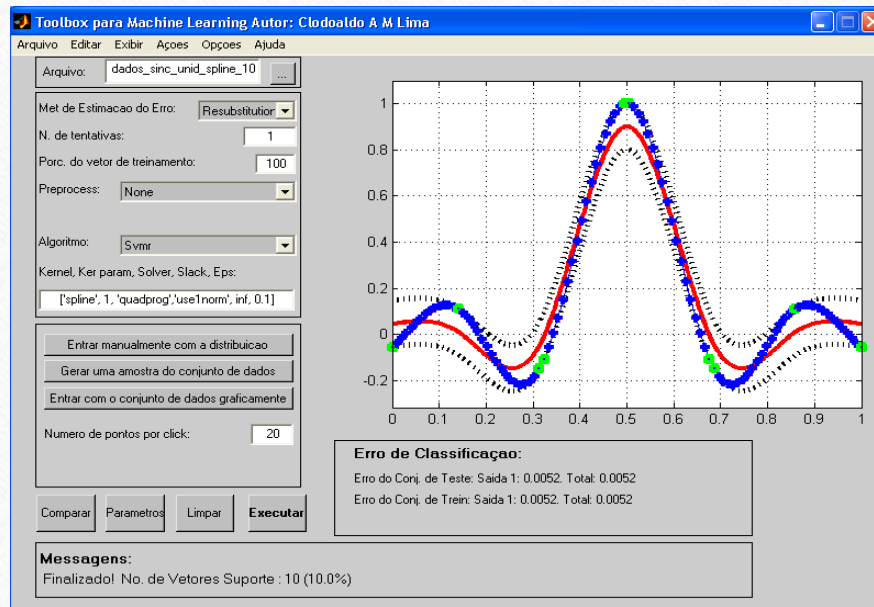 Toolbox para Machine Learning Autor: Clodoaldo A M Lima
Arquivo Editar Exibir Açoes Opçoes Ajuda
Arquivo: dados_sinc_unid_spline_10 ...
Met de Estimacao do Erro: Resubstitution
N. de tentativas: 1
Porc. do vetor de treinamento: 100
Preprocess: None
Algoritmo: Svmr
Kernel, Ker param, Solver, Slack, Eps:
['spline', 1, 'quadprog','use1norm', inf, 0.1]
Entrar manualmente com a distribuicao
Gerar uma amostra do conjunto de dados
Entrar com o conjunto de dados graficamente
Numero de pontos por click: 20
Comparar Parametros Limpar Executar
1
0.8
0.6
0.4
0.2
0
-0.2
0 0.1 0.2 0.3 0.4 0.5 0.6 0.7 0.8 0.9 1
Erro de Classificaçao:
Erro do Conj. de Teste: Saida 1: 0.0052. Total: 0.0052
Erro do Conj. de Trein: Saida 1: 0.0052. Total: 0.0052
Messagens:
Finalizado! No. de Vetores Suporte : 10 (10.0%)